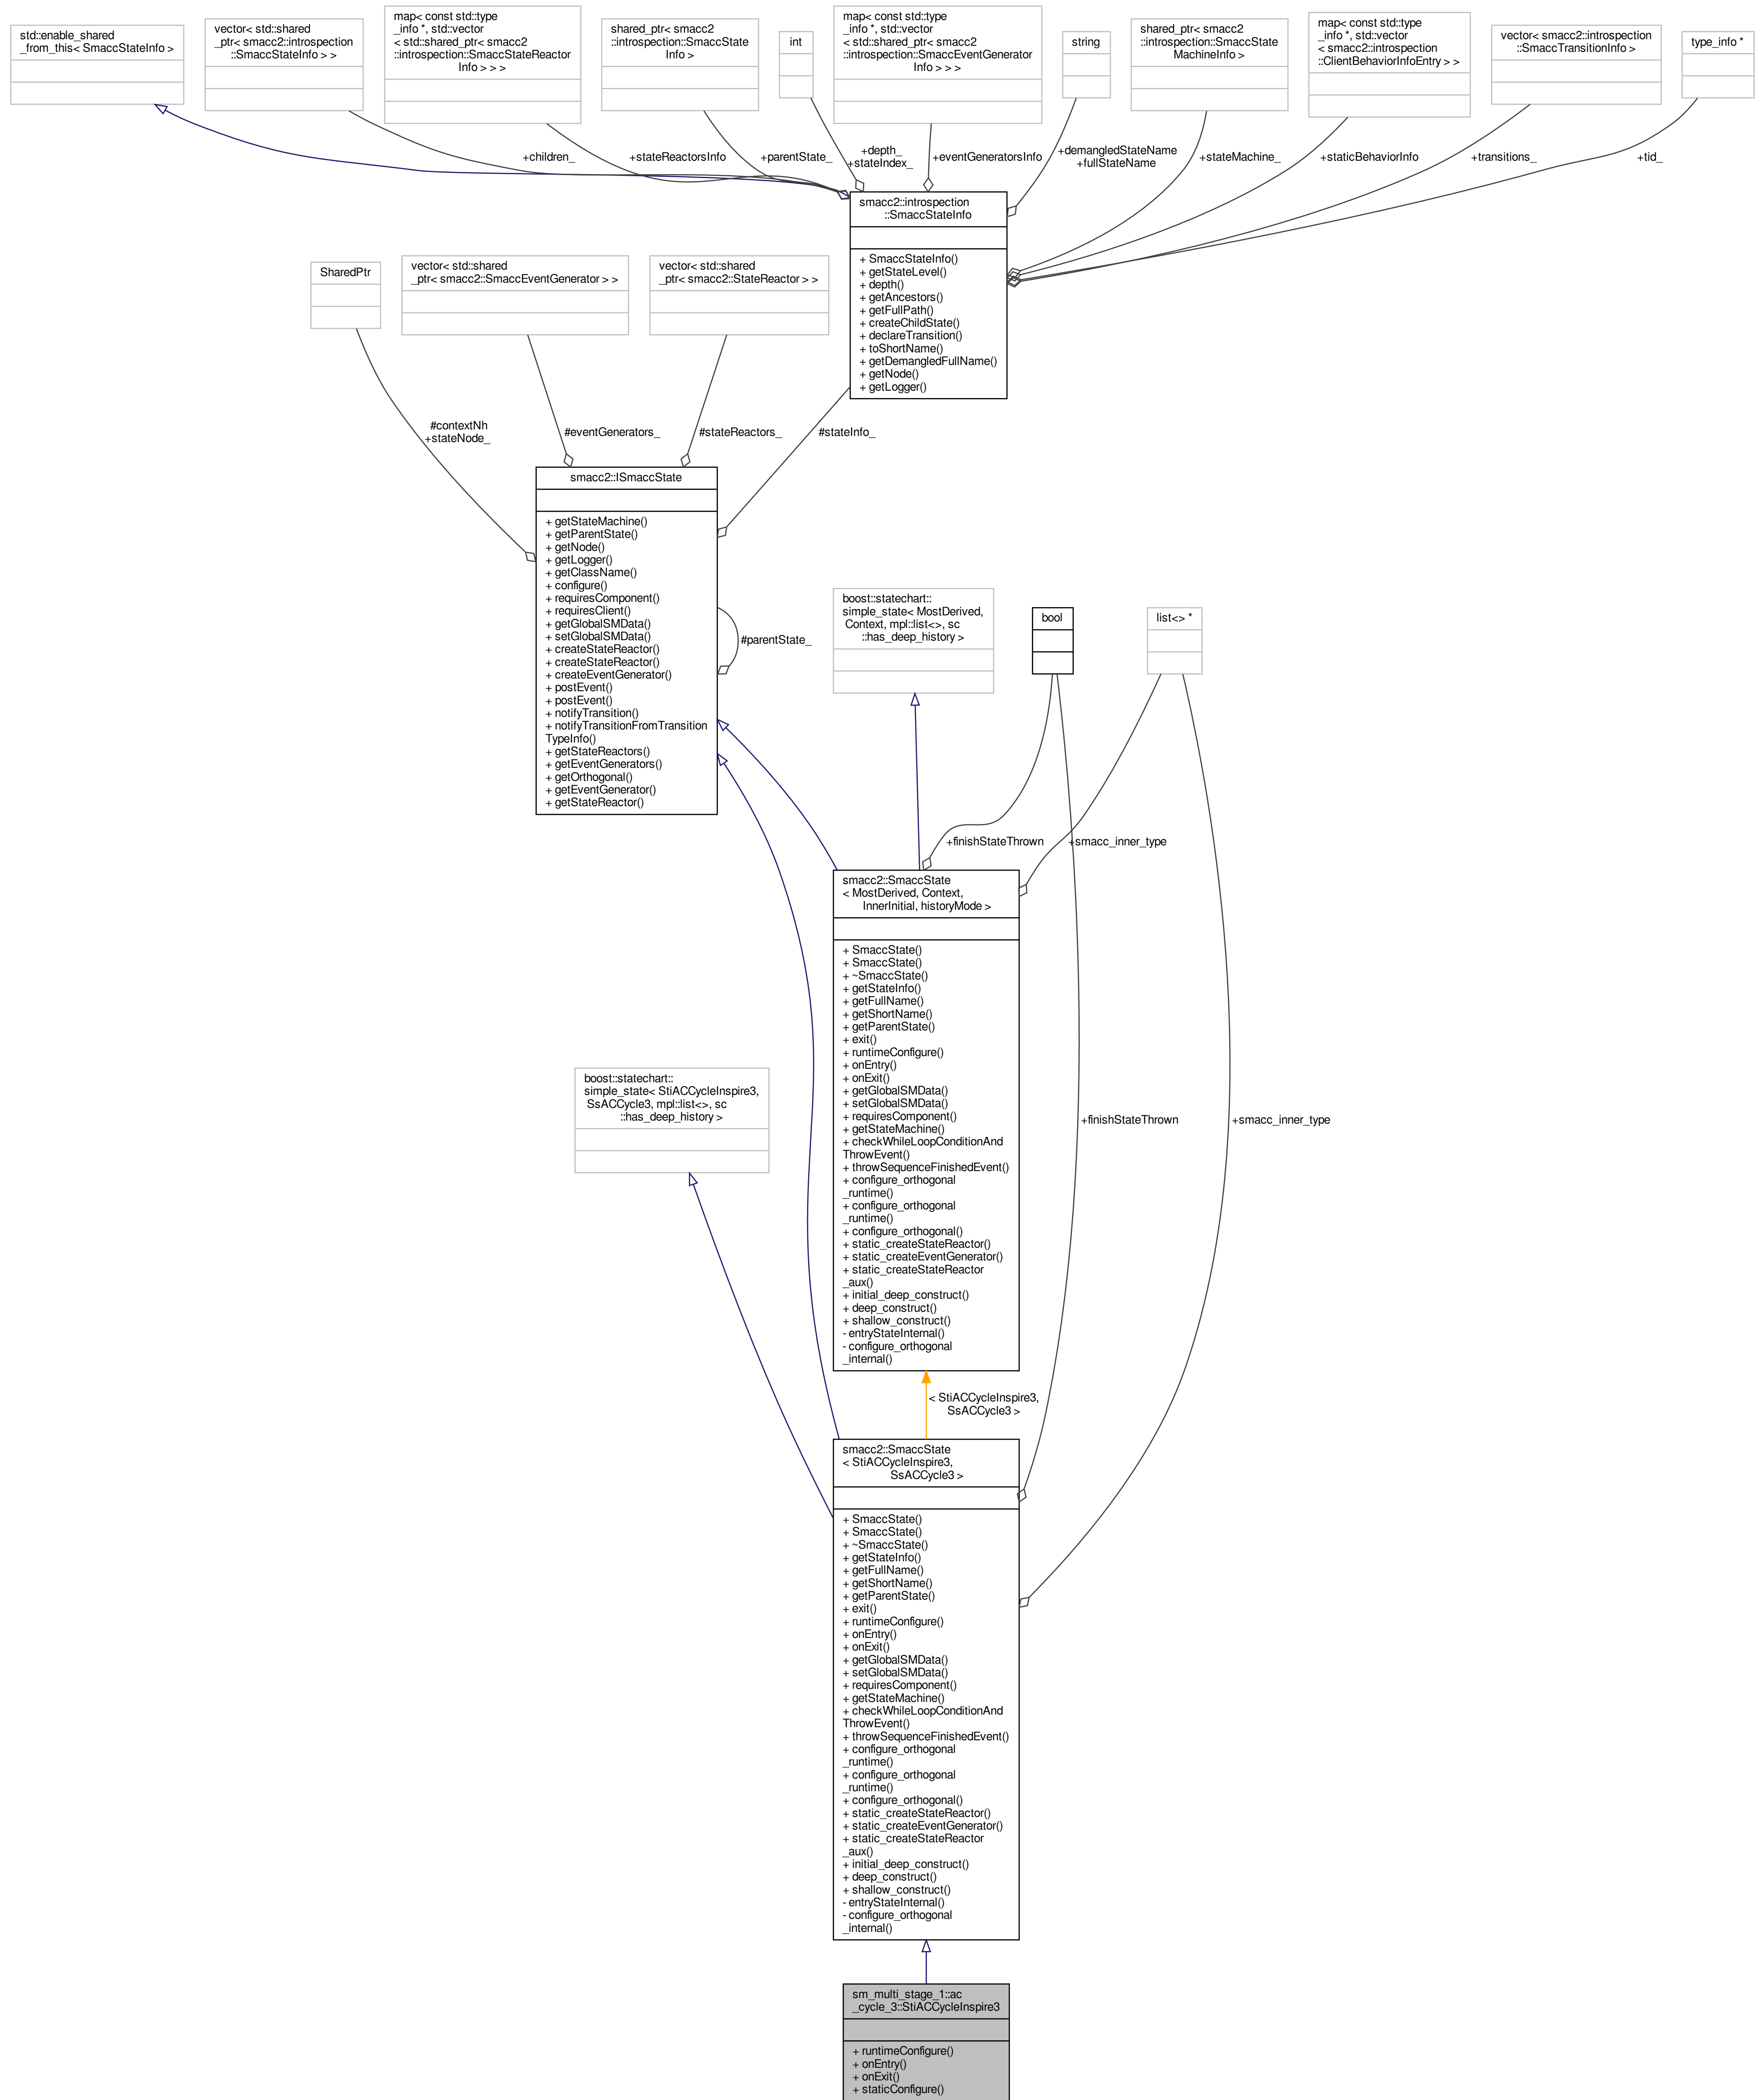 std::enable_shared
_from_this< SmaccStateInfo >
vector< std::shared
_ptr< smacc2::introspection
::SmaccStateInfo > >
map< const std::type
_info *, std::vector
< std::shared_ptr< smacc2
::introspection::SmaccStateReactor
Info > > >
shared_ptr< smacc2
::introspection::SmaccState
Info >
int
map< const std::type
_info *, std::vector
< std::shared_ptr< smacc2
::introspection::SmaccEventGenerator
Info > > >
string
shared_ptr< smacc2
::introspection::SmaccState
MachineInfo >
map< const std::type
_info *, std::vector
< smacc2::introspection
::ClientBehaviorInfoEntry > >
vector< smacc2::introspection
::SmaccTransitionInfo >
type_info *
+children_
+stateReactorsInfo
+parentState_
+depth_
+stateIndex_
+eventGeneratorsInfo
+demangledStateName
+fullStateName
+stateMachine_
+staticBehaviorInfo
+transitions_
+tid_
smacc2::introspection
::SmaccStateInfo
+ SmaccStateInfo()
+ getStateLevel()
+ depth()
+ getAncestors()
+ getFullPath()
+ createChildState()
+ declareTransition()
+ toShortName()
+ getDemangledFullName()
+ getNode()
+ getLogger()
SharedPtr
vector< std::shared
_ptr< smacc2::SmaccEventGenerator > >
vector< std::shared
_ptr< smacc2::StateReactor > >
#contextNh
+stateNode_
#eventGenerators_
#stateReactors_
#stateInfo_
smacc2::ISmaccState
+ getStateMachine()
+ getParentState()
+ getNode()
+ getLogger()
+ getClassName()
+ configure()
+ requiresComponent()
+ requiresClient()
+ getGlobalSMData()
+ setGlobalSMData()
+ createStateReactor()
+ createStateReactor()
+ createEventGenerator()
+ postEvent()
+ postEvent()
+ notifyTransition()
+ notifyTransitionFromTransition
TypeInfo()
+ getStateReactors()
+ getEventGenerators()
+ getOrthogonal()
+ getEventGenerator()
+ getStateReactor()
#parentState_
boost::statechart::
simple_state< MostDerived,
Context, mpl::list<>, sc
::has_deep_history >
bool
list<> *
+finishStateThrown
+smacc_inner_type
smacc2::SmaccState
< MostDerived, Context,
InnerInitial, historyMode >
+ SmaccState()
+ SmaccState()
+ ~SmaccState()
+ getStateInfo()
+ getFullName()
+ getShortName()
+ getParentState()
+ exit()
+ runtimeConfigure()
+ onEntry()
+ onExit()
+ getGlobalSMData()
+ setGlobalSMData()
+ requiresComponent()
+ getStateMachine()
+ checkWhileLoopConditionAnd
ThrowEvent()
+ throwSequenceFinishedEvent()
+ configure_orthogonal
_runtime()
+ configure_orthogonal
_runtime()
+ configure_orthogonal()
+ static_createStateReactor()
+ static_createEventGenerator()
+ static_createStateReactor
_aux()
+ initial_deep_construct()
+ deep_construct()
+ shallow_construct()
- entryStateInternal()
- configure_orthogonal
_internal()
boost::statechart::
simple_state< StiACCycleInspire3,
SsACCycle3, mpl::list<>, sc
::has_deep_history >
+finishStateThrown
+smacc_inner_type
< StiACCycleInspire3,
SsACCycle3 >
smacc2::SmaccState
< StiACCycleInspire3,
SsACCycle3 >
+ SmaccState()
+ SmaccState()
+ ~SmaccState()
+ getStateInfo()
+ getFullName()
+ getShortName()
+ getParentState()
+ exit()
+ runtimeConfigure()
+ onEntry()
+ onExit()
+ getGlobalSMData()
+ setGlobalSMData()
+ requiresComponent()
+ getStateMachine()
+ checkWhileLoopConditionAnd
ThrowEvent()
+ throwSequenceFinishedEvent()
+ configure_orthogonal
_runtime()
+ configure_orthogonal
_runtime()
+ configure_orthogonal()
+ static_createStateReactor()
+ static_createEventGenerator()
+ static_createStateReactor
_aux()
+ initial_deep_construct()
+ deep_construct()
+ shallow_construct()
- entryStateInternal()
- configure_orthogonal
_internal()
sm_multi_stage_1::ac
_cycle_3::StiACCycleInspire3
+ runtimeConfigure()
+ onEntry()
+ onExit()
+ staticConfigure()